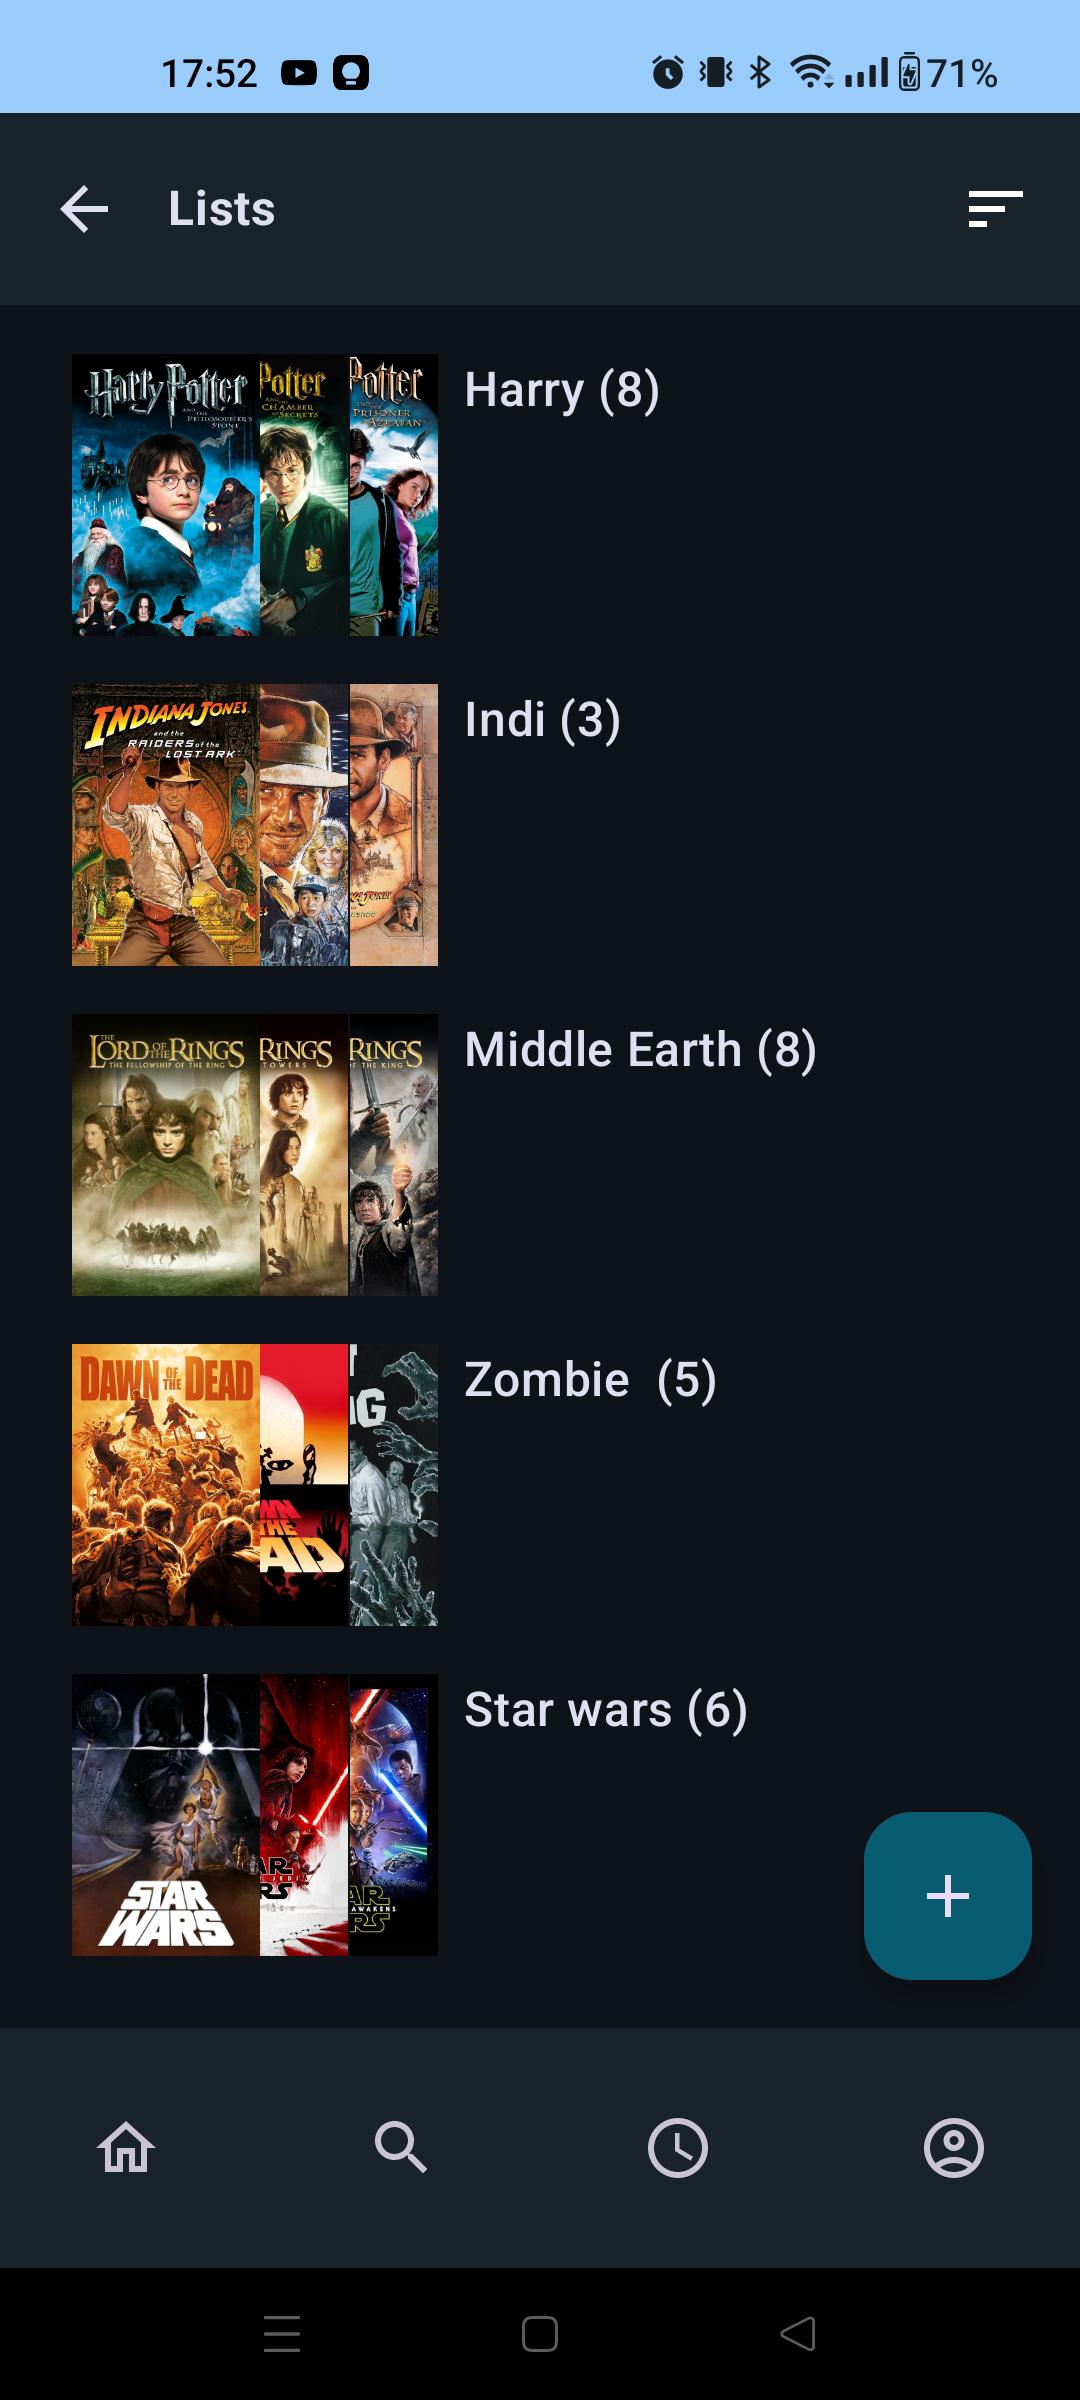 17:52
71%
Lists
Harry Potter
AND THE
PHILOSOPHER'S
STONE
Potter
AND THE
CHAMBER
OF SECRETS
Potter
AND THE
PRISONER
OF AZKABAN
Harry (8)
INDIANA JONES
and the
RAIDERS of the
LOST ARK
Indi (3)
THE
LORD OF THE RINGS
THE FELLOWSHIP OF THE RING
RINGS
TOWERS
RINGS
OF THE KING
Middle Earth (8)
DAWN OF THE DEAD
THE
Zombie (5)
STAR
WARS
AWAKENS
Star wars (6)